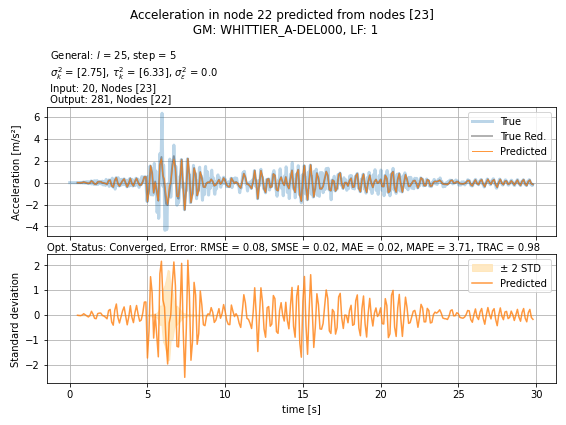 Acceleration in node 22 predicted from nodes [23]
GM: WHITTIER_A-DEL000, LF: 1
General: l = 25, step = 5
σ²ₖ = [2.75], τ²ₖ = [6.33], σ²ε = 0.0
Input: 20, Nodes [23]
Output: 281, Nodes [22]
Acceleration [m/s²]
6
4
2
0
−2
−4
True
True Red.
Predicted
Opt. Status: Converged, Error: RMSE = 0.08, SMSE = 0.02, MAE = 0.02, MAPE = 3.71, TRAC = 0.98
Standard deviation
2
1
0
−1
−2
± 2 STD
Predicted
0 5 10 15 20 25 30
time [s]